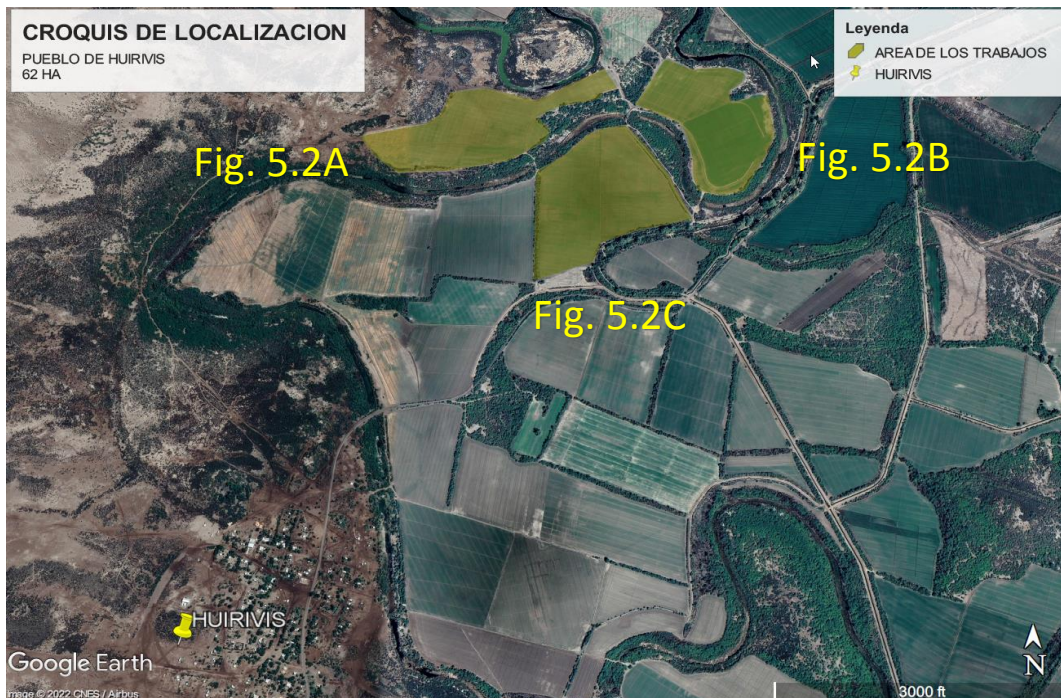 CROQUIS DE LOCALIZACION
PUEBLO DE HUIRIVIS
62 HA
Leyenda
AREA DE LOS TRABAJOS
HUIRIVIS
Fig. 5.2A
Fig. 5.2B
Fig. 5.2C
HUIRIVIS
Google Earth
Image © 2022 CNES / Airbus
N
3000 ft